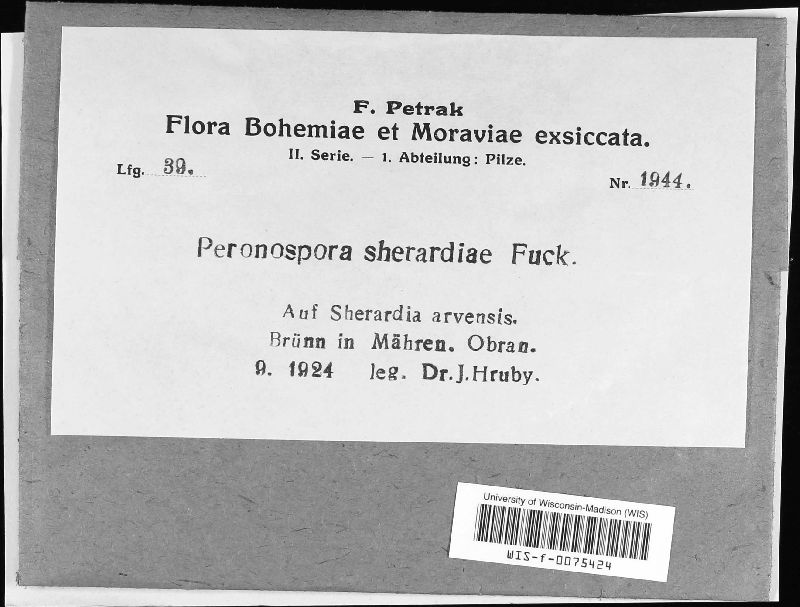 F. Petrak
Flora Bohemiae et Moraviae exsiccata.
II. Serie. — 1. Abteilung: Pilze.
Lfg. 39.
Nr. 1944.
Peronospora sherardiae Fuck.
Auf Sherardia arvensis.
Brünn in Mähren. Obran.
9. 1924 leg. Dr.J.Hruby.
University of Wisconsin-Madison (WIS)
WIS-f-0075424